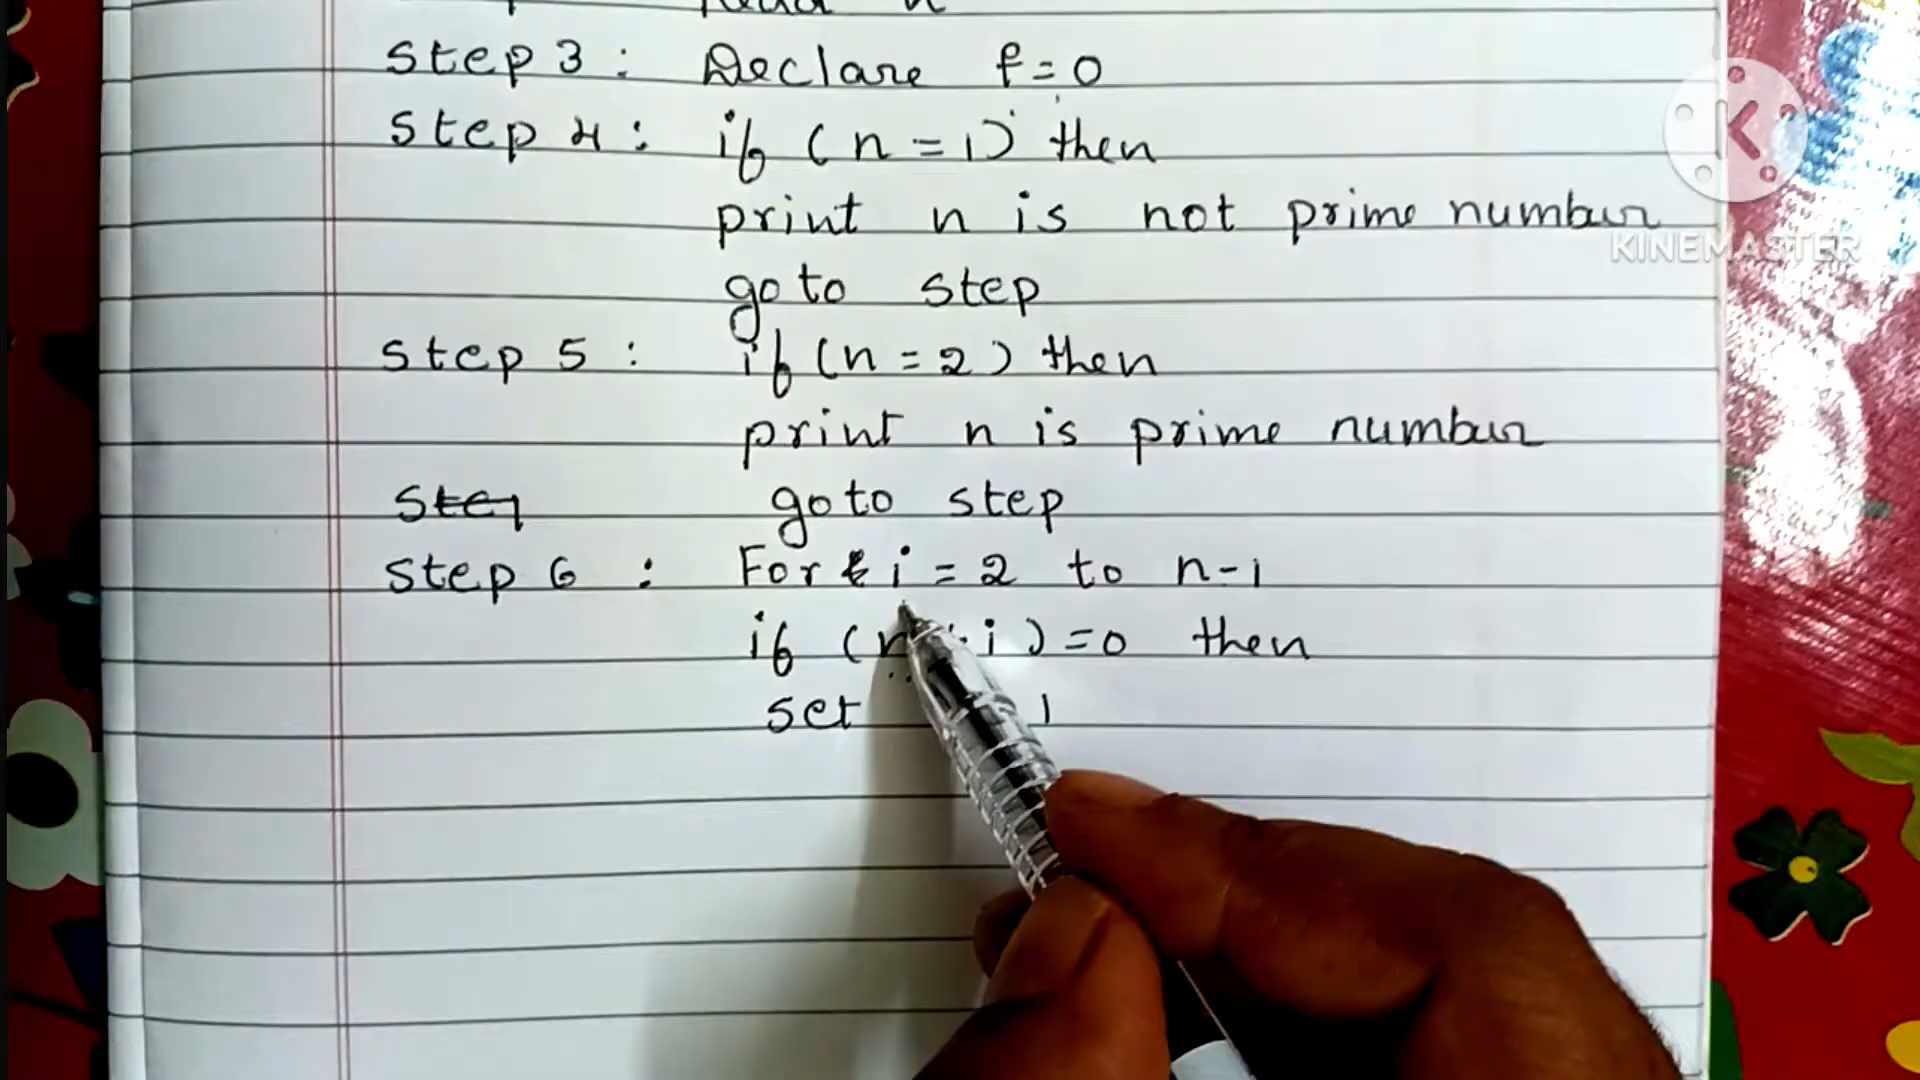 Read n
Step 3 : Declare f=0
Step 4 : if (n=1) then
print n is not prime number
KINEMASTER
goto step
Step 5 : if (n=2) then
print n is prime number
goto step
Step 6 : For i=2 to n-1
if (n i)=0 then
set 1